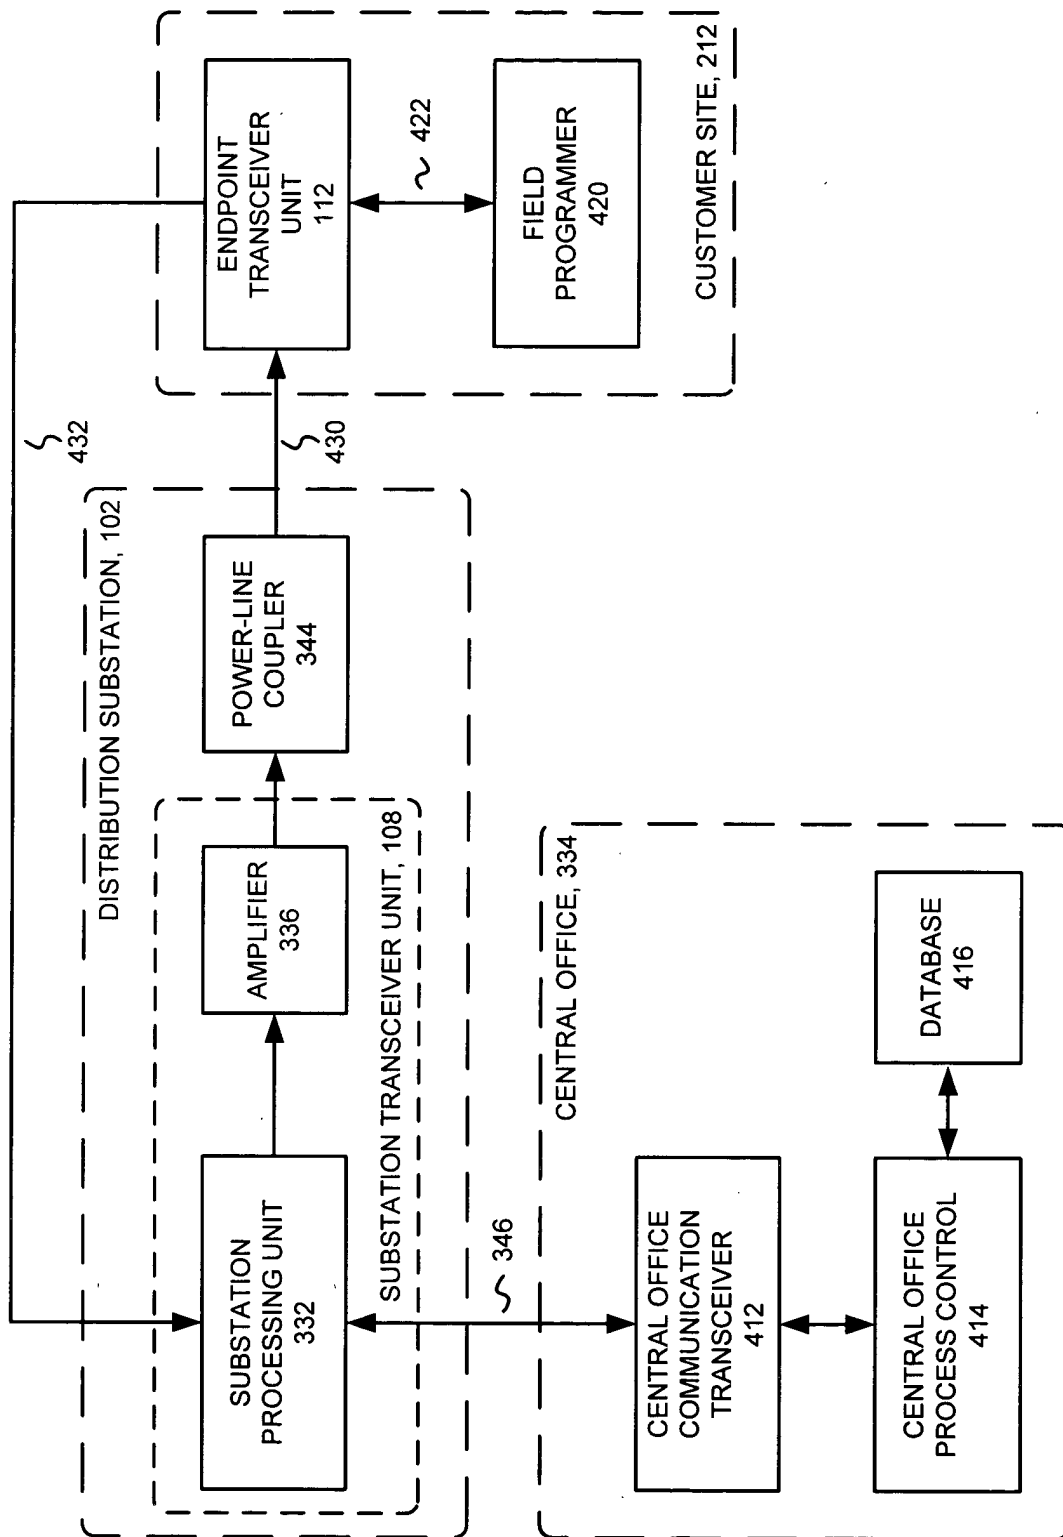 432
DISTRIBUTION SUBSTATION, 102
SUBSTATION
PROCESSING UNIT
332
AMPLIFIER
336
SUBSTATION TRANSCEIVER UNIT, 108
POWER-LINE
COUPLER
344
430
ENDPOINT
TRANSCEIVER
UNIT
112
422
FIELD
PROGRAMMER
420
CUSTOMER SITE, 212
346
CENTRAL OFFICE, 334
CENTRAL OFFICE
COMMUNICATION
TRANSCEIVER
412
CENTRAL OFFICE
PROCESS CONTROL
414
DATABASE
416